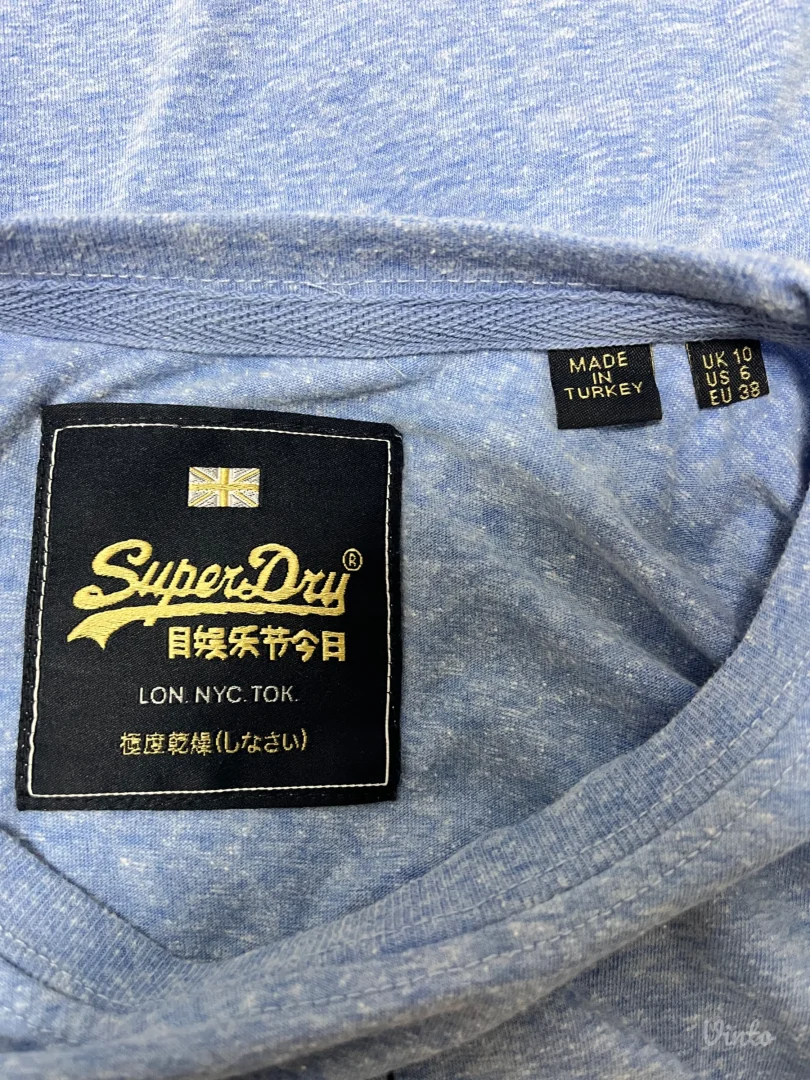 SuperDry®
目娱乐节今日
LON. NYC. TOK.
極度乾燥(しなさい)
MADE
IN
TURKEY
UK 10
US 6
EU 38
Vinto